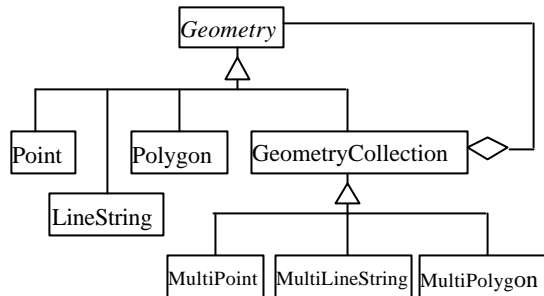 Geometry
Point
Polygon
GeometryCollection
LineString
MultiPoint
MultiLineString
MultiPolygon